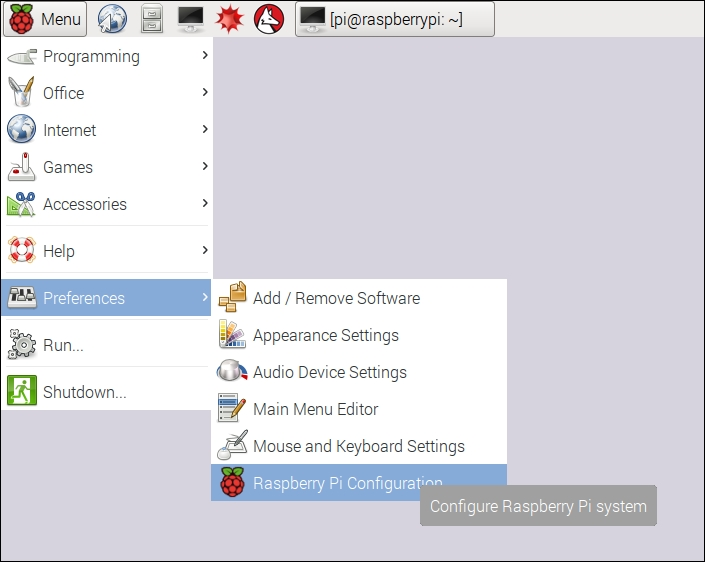 Menu
[pi@raspberrypi: ~]
Programming
Office
Internet
Games
Accessories
Help
Preferences
Run...
Shutdown...
Add / Remove Software
Appearance Settings
Audio Device Settings
Main Menu Editor
Mouse and Keyboard Settings
Raspberry Pi Configuration
Configure Raspberry Pi system